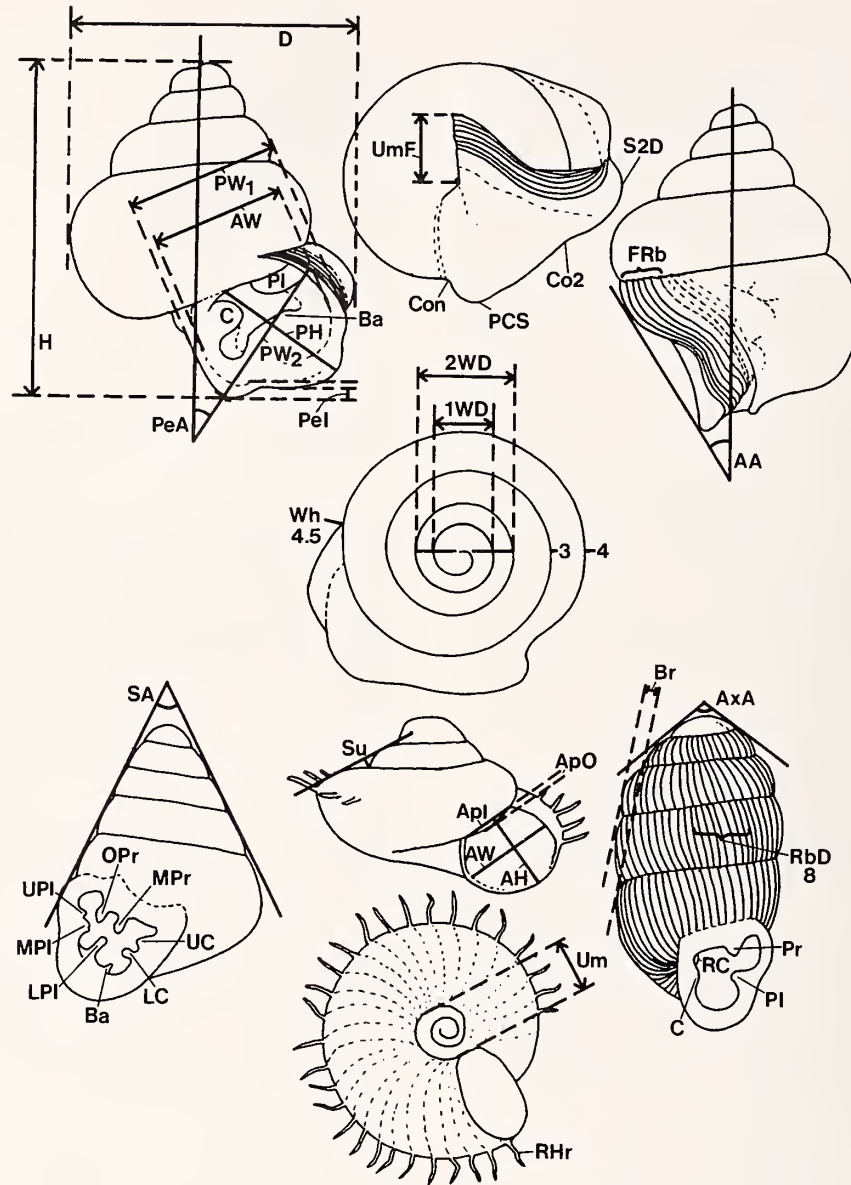 D
H
PW1
AW
Pl
C
Ba
PH
PW2
PeA
PeI
UmF
S2D
Co2
Con
PCS
FRb
AA
2WD
1WD
Wh
4.5
3
4
SA
OPr
MPr
UPl
MPl
UC
LPl
LC
Ba
Su
ApO
ApI
AW
AH
Um
RHr
Br
AxA
RbD
8
Pr
RC
Pl
C